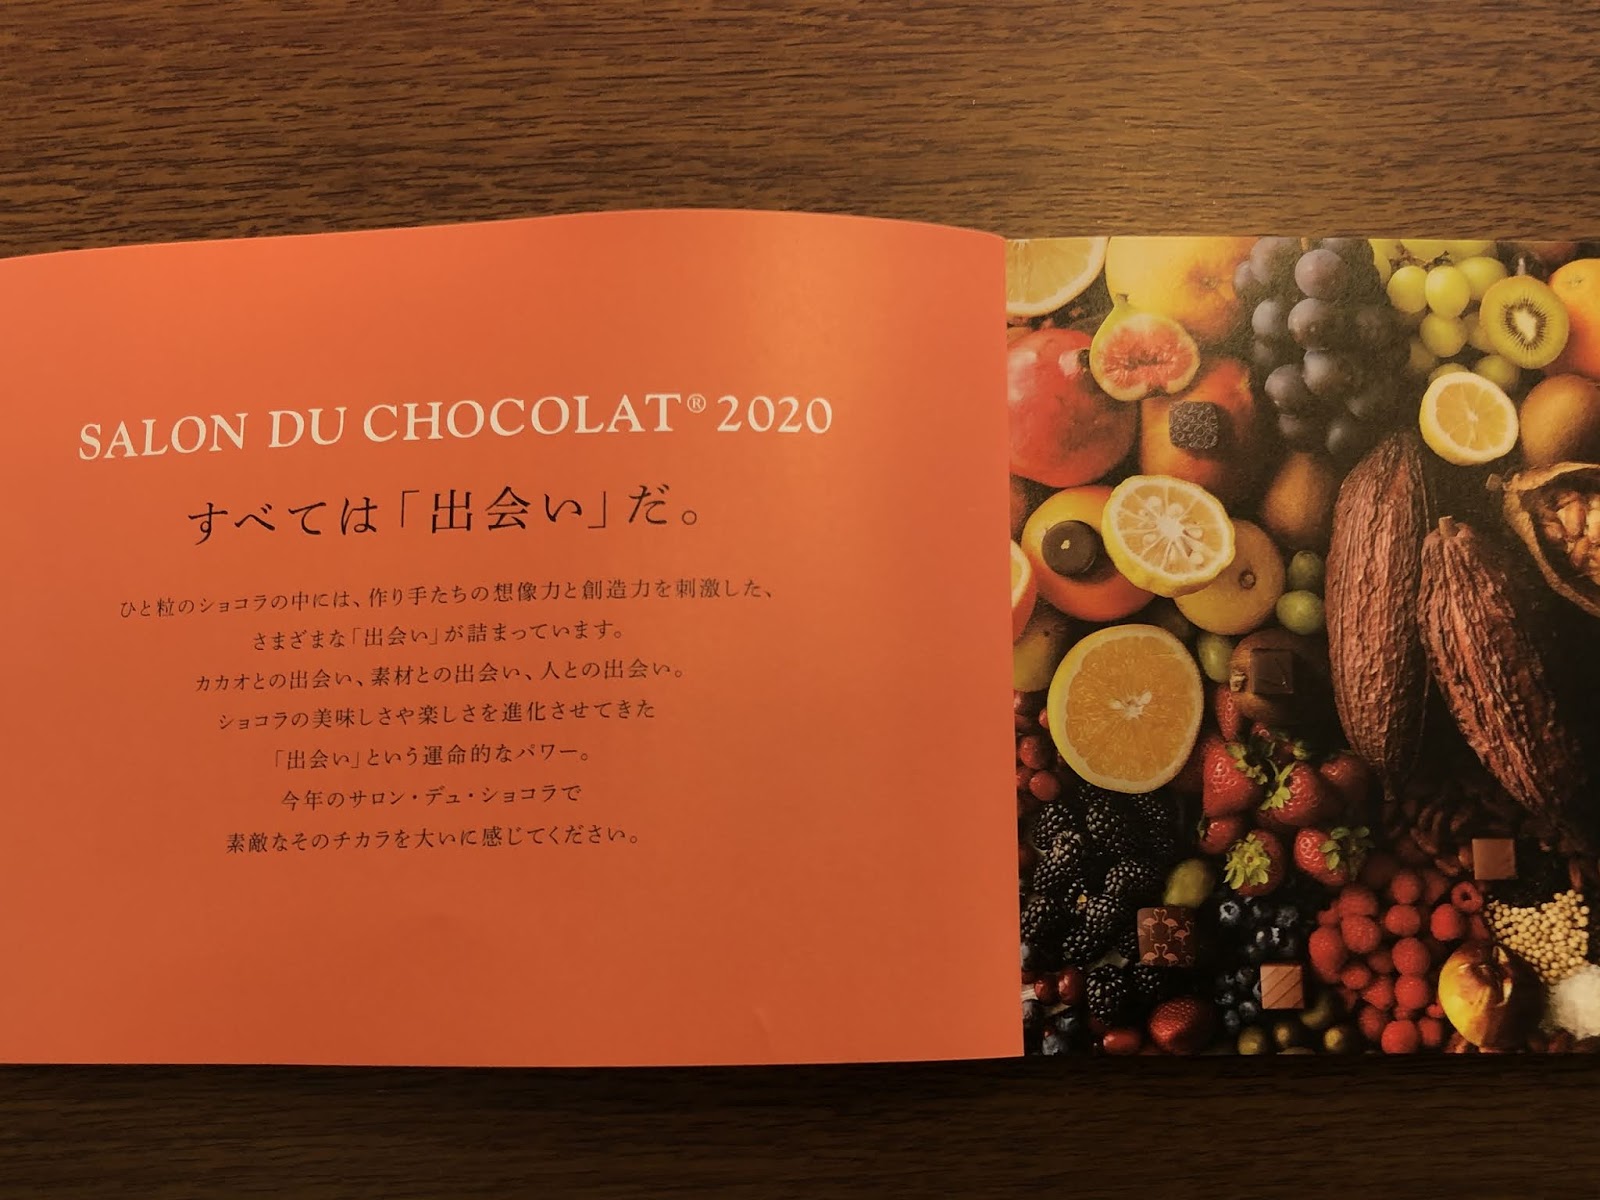 SALON DU CHOCOLAT® 2020
すべては「出会い」だ。
ひと粒のショコラの中には、作り手たちの想像力と創造力を刺激した、
さまざまな「出会い」が詰まっています。
カカオとの出会い、素材との出会い、人との出会い。
ショコラの美味しさや楽しさを進化させてきた
「出会い」という運命的なパワー。
今年のサロン・デュ・ショコラで
素敵なそのチカラを大いに感じてください。